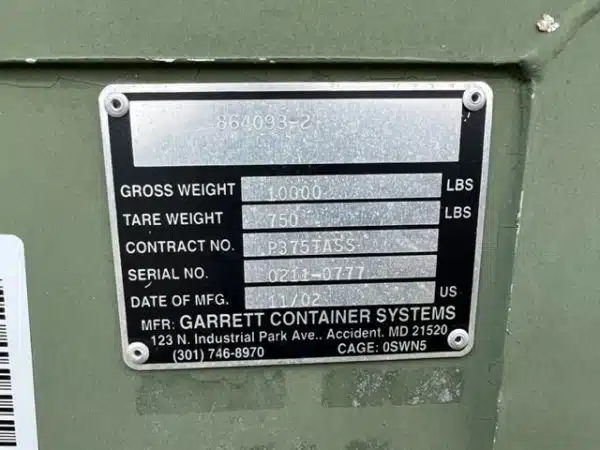 864093-2
GROSS WEIGHT 10000 LBS
TARE WEIGHT 750 LBS
CONTRACT NO. P375TASS
SERIAL NO. 0211-0777
DATE OF MFG. 11/02 US
MFR: GARRETT CONTAINER SYSTEMS
123 N. Industrial Park Ave., Accident. MD 21520
(301) 746-8970 CAGE: 0SWN5